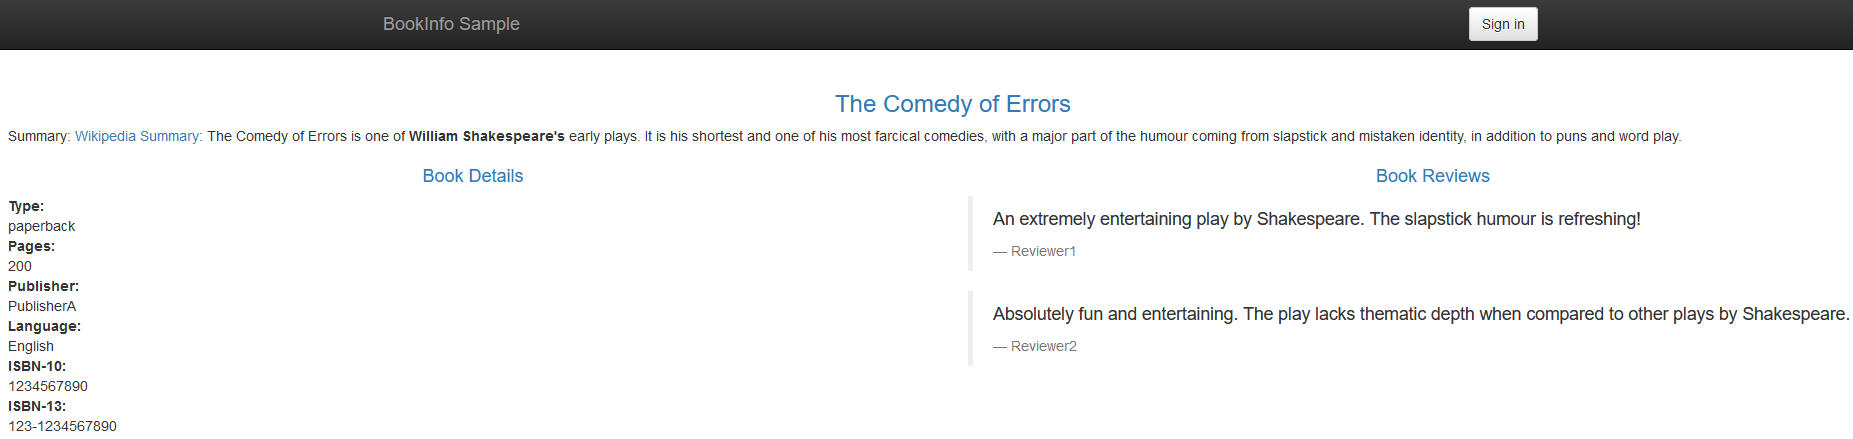 BookInfo Sample
Sign in
The Comedy of Errors
Summary: Wikipedia Summary: The Comedy of Errors is one of William Shakespeare's early plays. It is his shortest and one of his most farcical comedies, with a major part of the humour coming from slapstick and mistaken identity, in addition to puns and word play.
Book Details
Type:
paperback
Pages:
200
Publisher:
PublisherA
Language:
English
ISBN-10:
1234567890
ISBN-13:
123-1234567890
Book Reviews
An extremely entertaining play by Shakespeare. The slapstick humour is refreshing!
— Reviewer1
Absolutely fun and entertaining. The play lacks thematic depth when compared to other plays by Shakespeare.
— Reviewer2